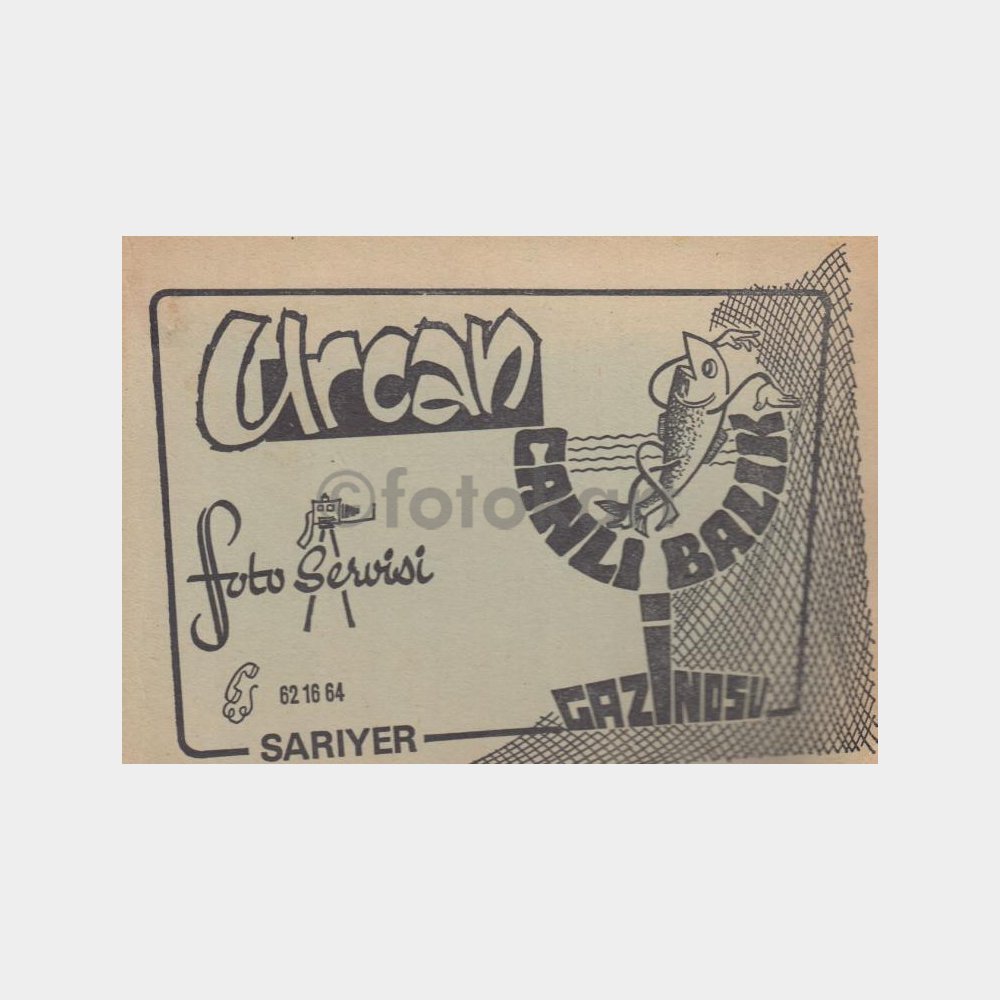 Urcan
CANLI BALIK
GAZİNOSU
foto Servisi
62 16 64
SARIYER